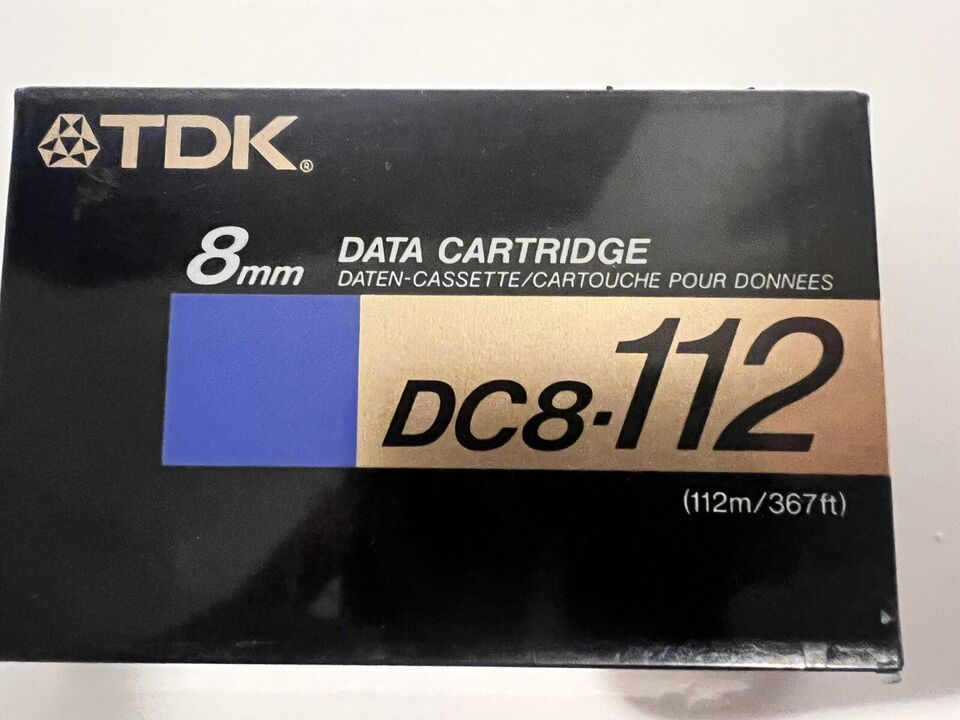 TDK®
8mm DATA CARTRIDGE
DATEN-CASSETTE/CARTOUCHE POUR DONNEES
DC8-112
(112m/367ft)